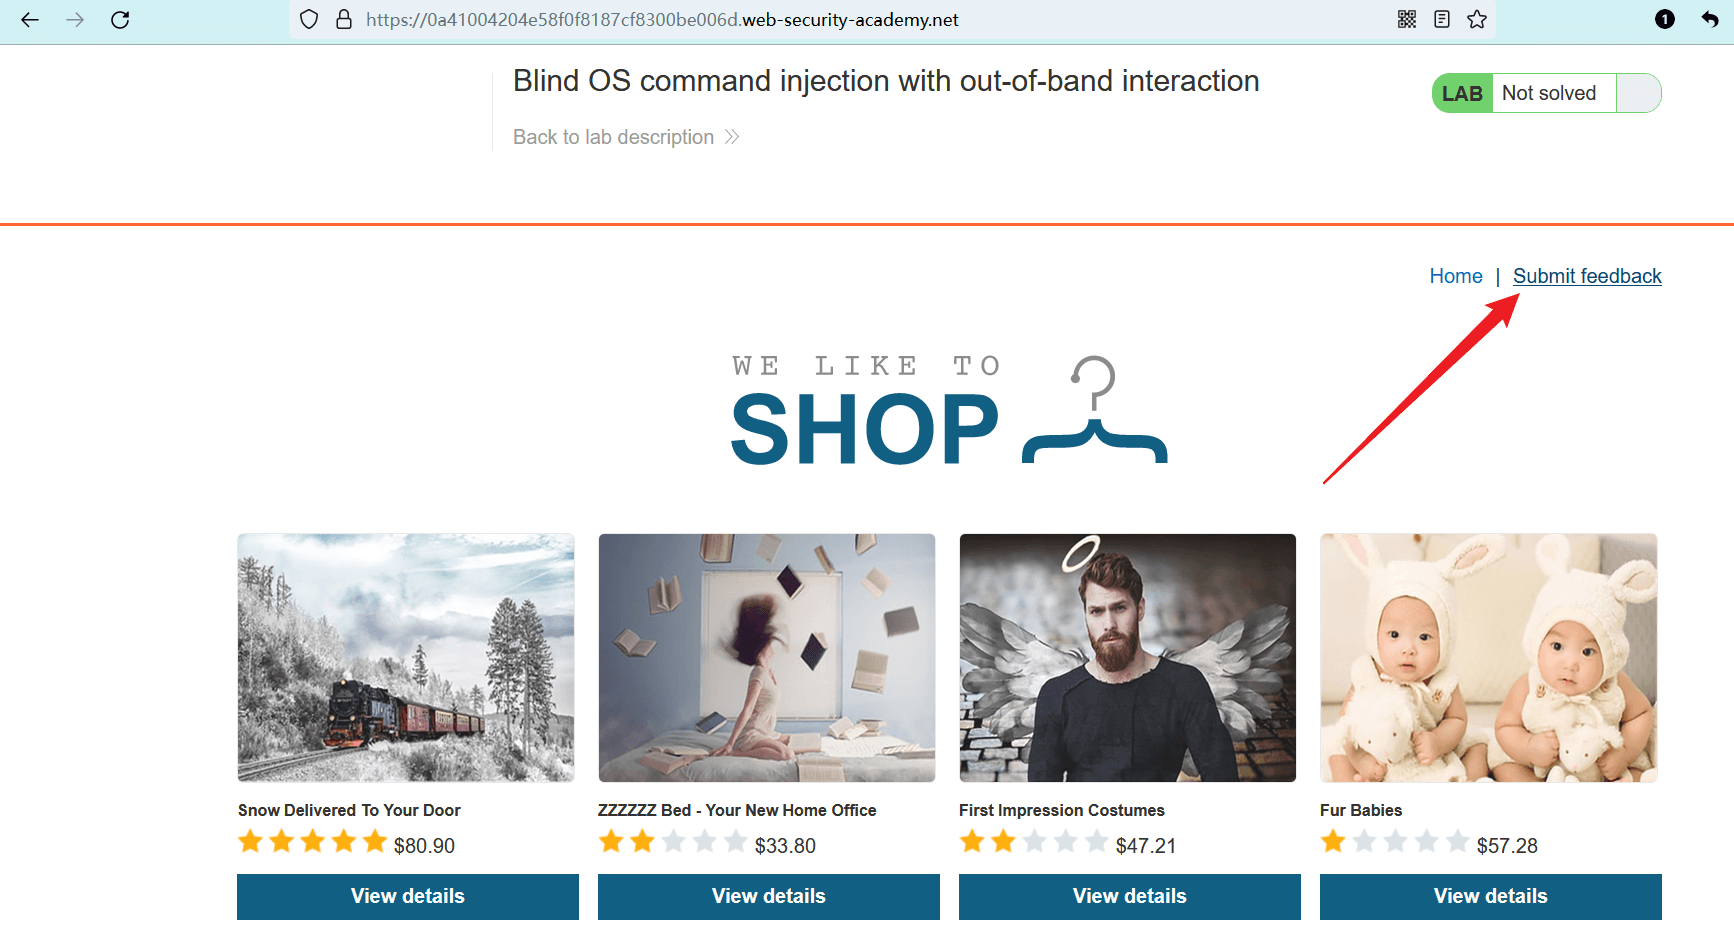 https://0a41004204e58f0f8187cf8300be006d.web-security-academy.net
1
Blind OS command injection with out-of-band interaction
LAB Not solved
Back to lab description
Home | Submit feedback
WE LIKE TO
SHOP
Snow Delivered To Your Door
ZZZZZZ Bed - Your New Home Office
First Impression Costumes
Fur Babies
$80.90
$33.80
$47.21
$57.28
View details
View details
View details
View details